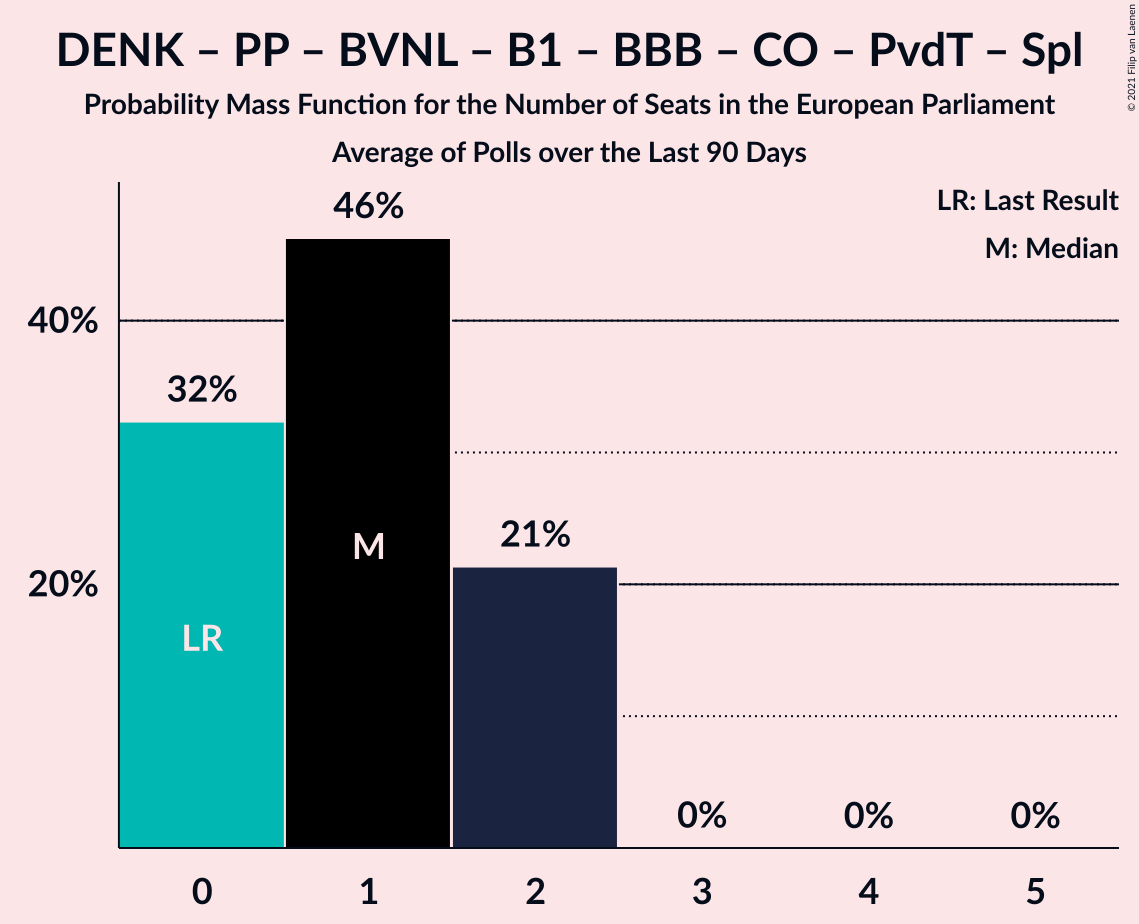 DENK – PP – BVNL – B1 – BBB – CO – PvdT – Spl
Probability Mass Function for the Number of Seats in the European Parliament
Average of Polls over the Last 90 Days
© 2021 Filip van Laenen
LR: Last Result
M: Median
46%
40%
32%
21%
20%
M
LR
0%
0%
0%
0
1
2
3
4
5